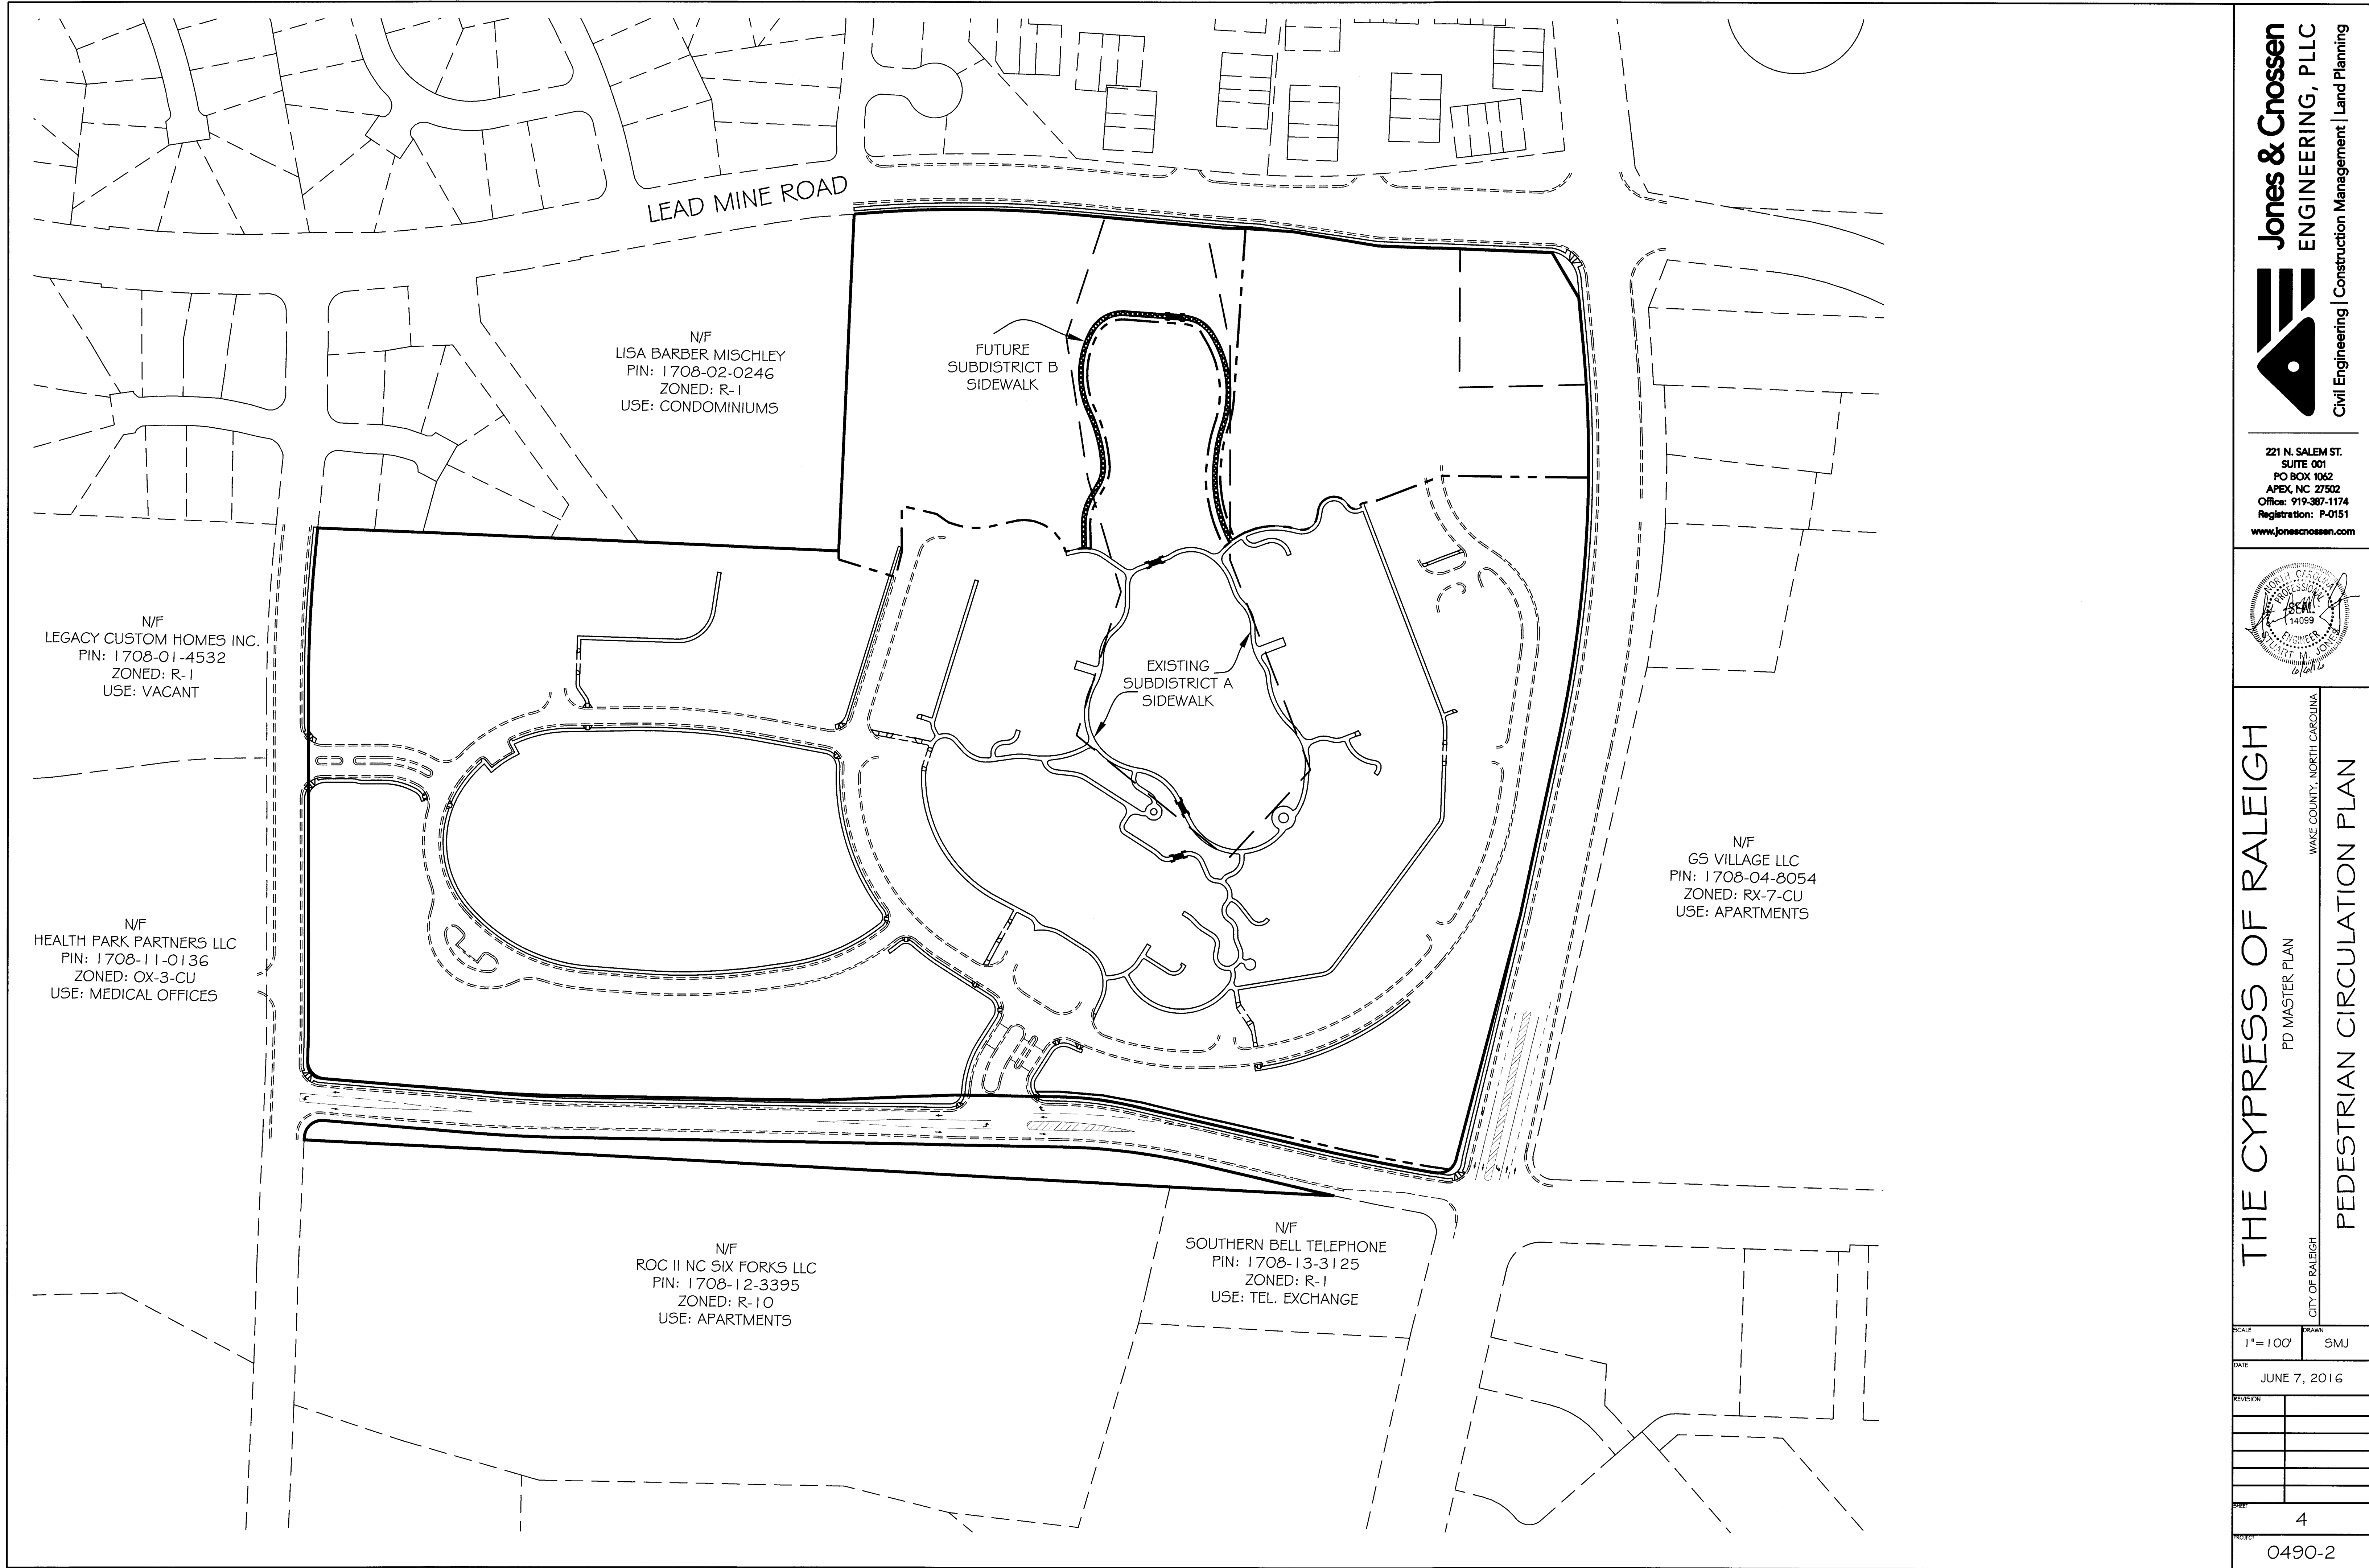 LEAD MINE ROAD
N/F
LISA BARBER MISCHLEY
PIN: 1708-02-0246
ZONED: R-1
USE: CONDOMINIUMS
FUTURE
SUBDISTRICT B
SIDEWALK
N/F
LEGACY CUSTOM HOMES INC.
PIN: 1708-01-4532
ZONED: R-1
USE: VACANT
EXISTING
SUBDISTRICT A
SIDEWALK
N/F
HEALTH PARK PARTNERS LLC
PIN: 1708-11-0136
ZONED: OX-3-CU
USE: MEDICAL OFFICES
N/F
GS VILLAGE LLC
PIN: 1708-04-8054
ZONED: RX-7-CU
USE: APARTMENTS
N/F
ROC II NC SIX FORKS LLC
PIN: 1708-12-3395
ZONED: R-10
USE: APARTMENTS
N/F
SOUTHERN BELL TELEPHONE
PIN: 1708-13-3125
ZONED: R-1
USE: TEL. EXCHANGE
Jones & Cnossen
ENGINEERING, PLLC
Civil Engineering | Construction Management | Land Planning
221 N. SALEM ST.
SUITE 001
PO BOX 1062
APEX, NC 27502
Office: 919-387-1174
Registration: P-0151
www.jonescnossen.com
NORTH CAROLINA
PROFESSIONAL
SEAL
14099
ENGINEER
STUART M. JONES
6/6/16
THE CYPRESS OF RALEIGH
PD MASTER PLAN
CITY OF RALEIGH
WAKE COUNTY, NORTH CAROLINA
PEDESTRIAN CIRCULATION PLAN
SCALE
1"=100'
DRAWN
SMJ
DATE
JUNE 7, 2016
REVISION
SHEET
4
PROJECT
0490-2